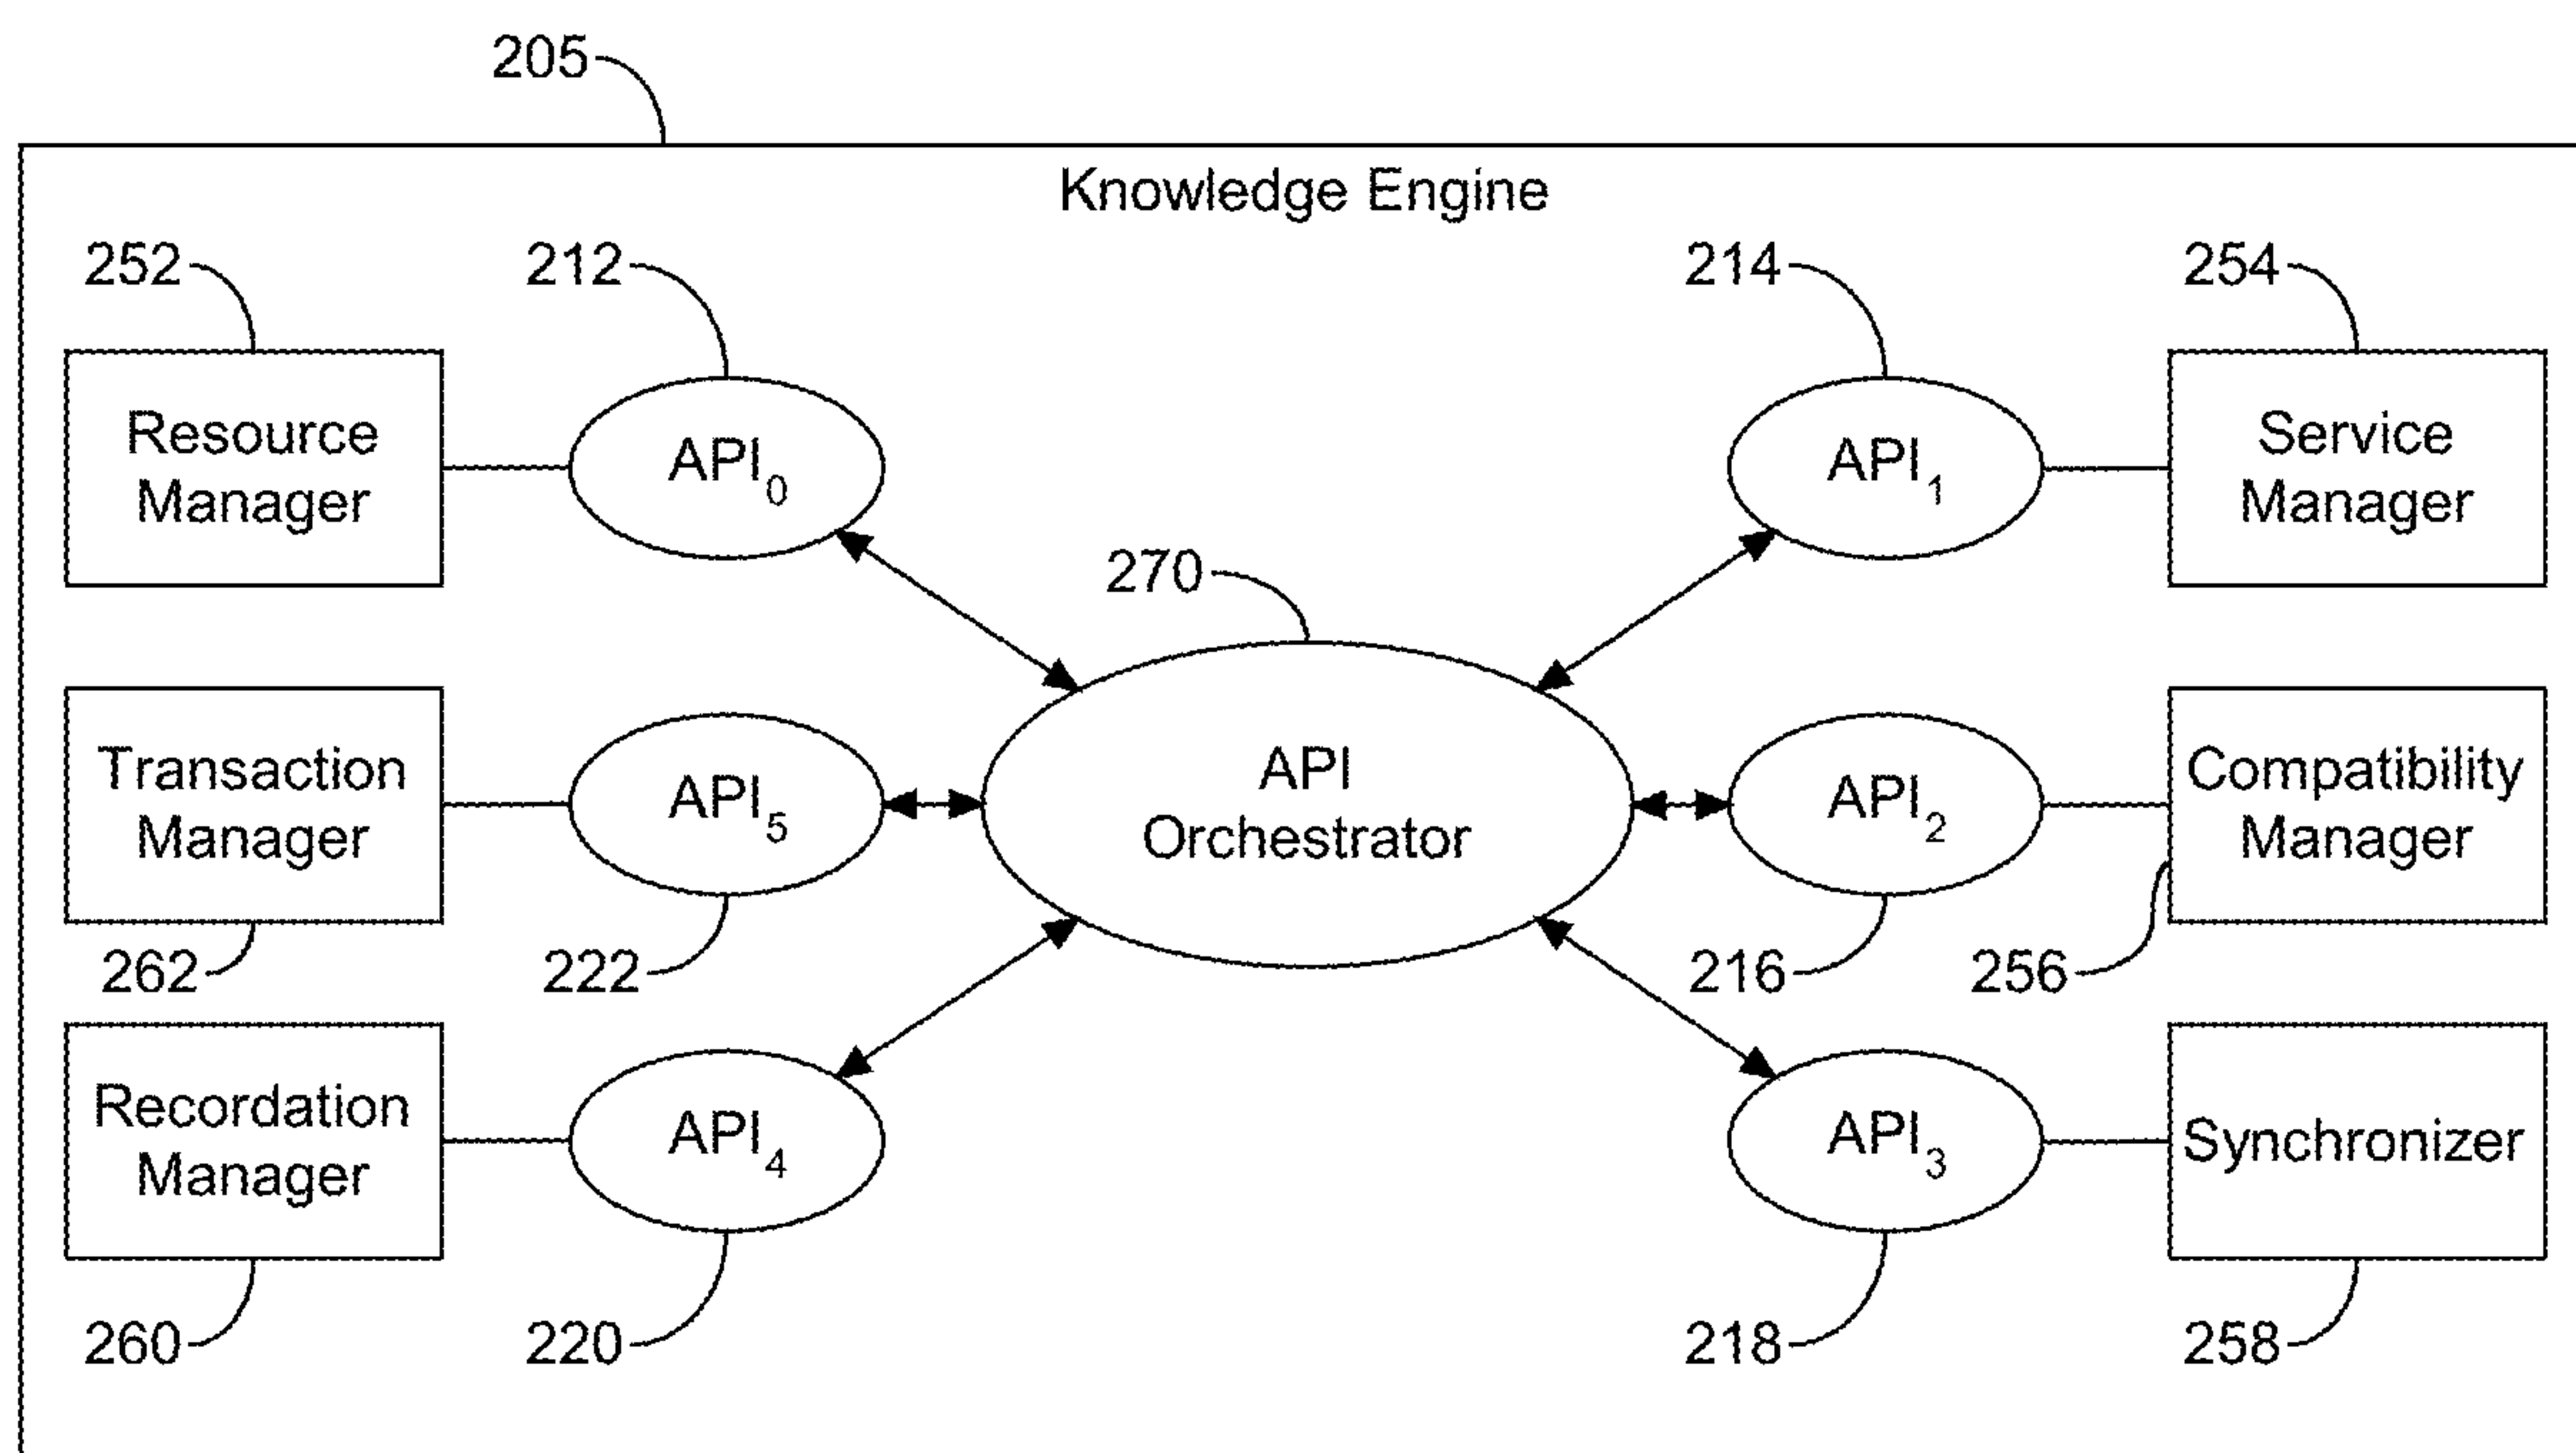 205
Knowledge Engine
252
212
214
254
Resource
Manager
API0
API1
Service
Manager
270
Transaction
Manager
API5
API
Orchestrator
API2
Compatibility
Manager
262
222
216
256
Recordation
Manager
API4
API3
Synchronizer
260
220
218
258